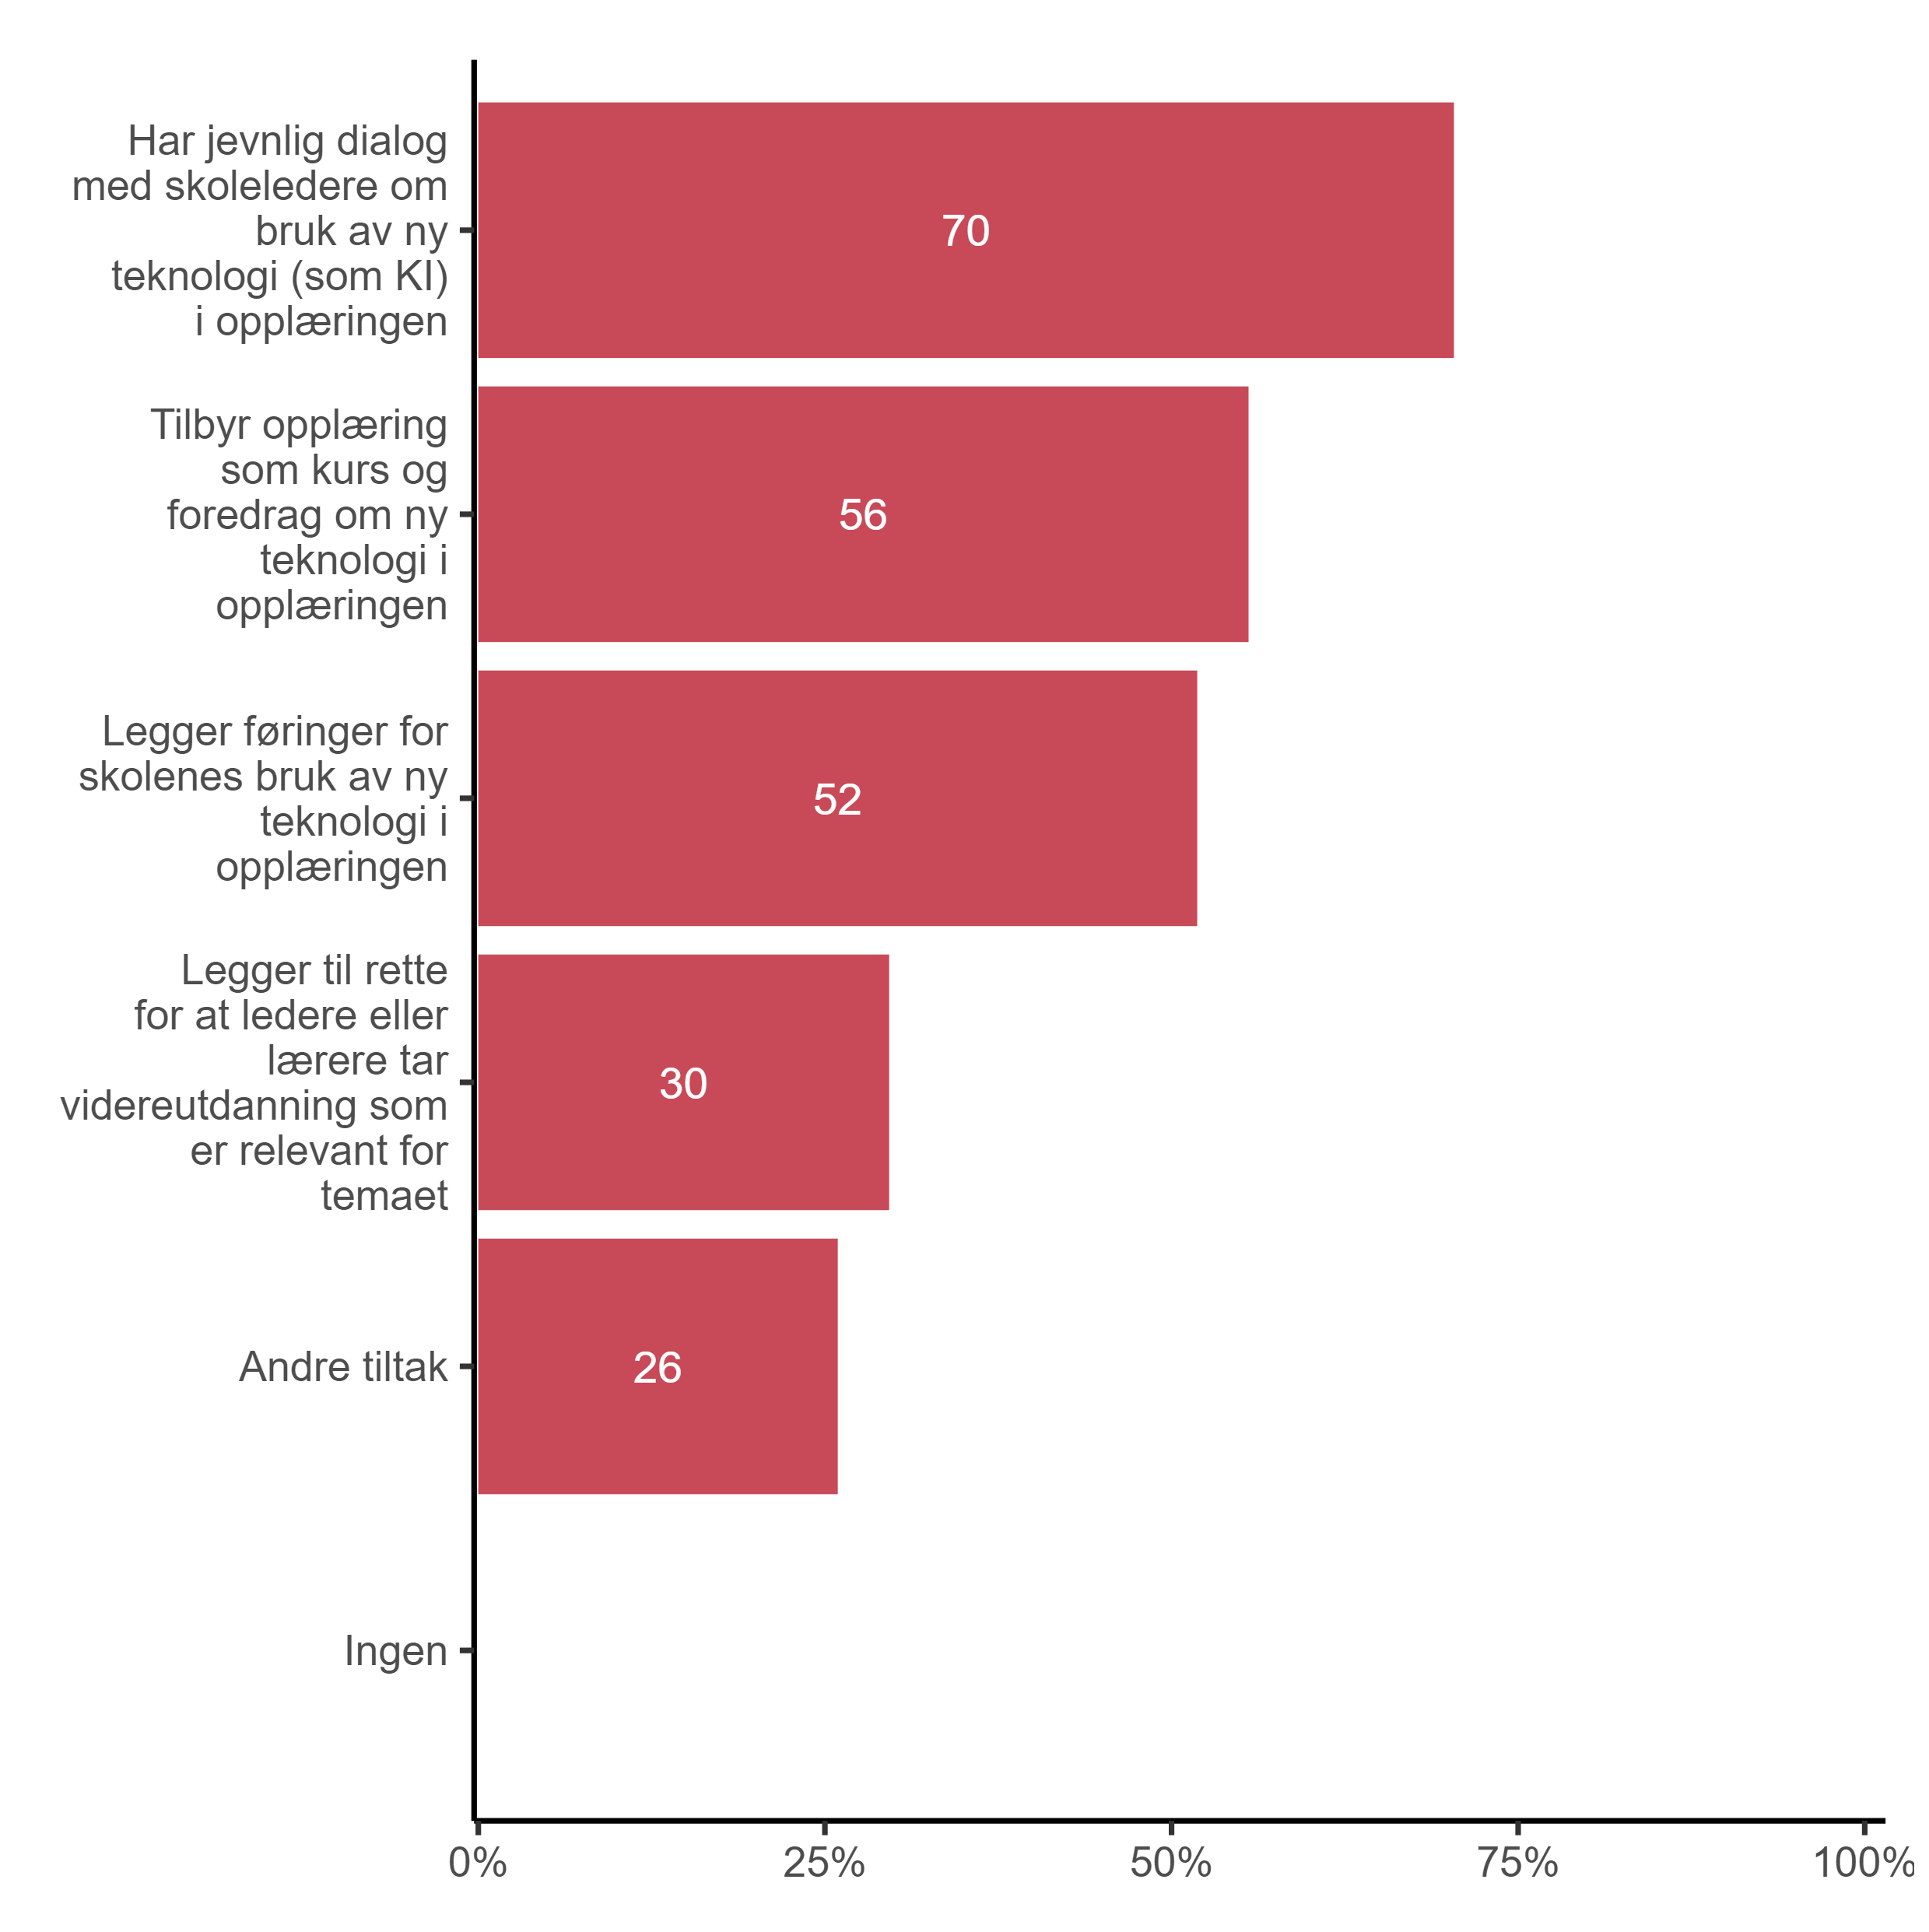 Har jevnlig dialog
med skoleledere om
bruk av ny
teknologi (som KI)
i opplæringen
70
Tilbyr opplæring
som kurs og
foredrag om ny
teknologi i
opplæringen
56
Legger føringer for
skolenes bruk av ny
teknologi i
opplæringen
52
Legger til rette
for at ledere eller
lærere tar
videreutdanning som
er relevant for
temaet
30
Andre tiltak
26
Ingen
0% 25% 50% 75% 100%